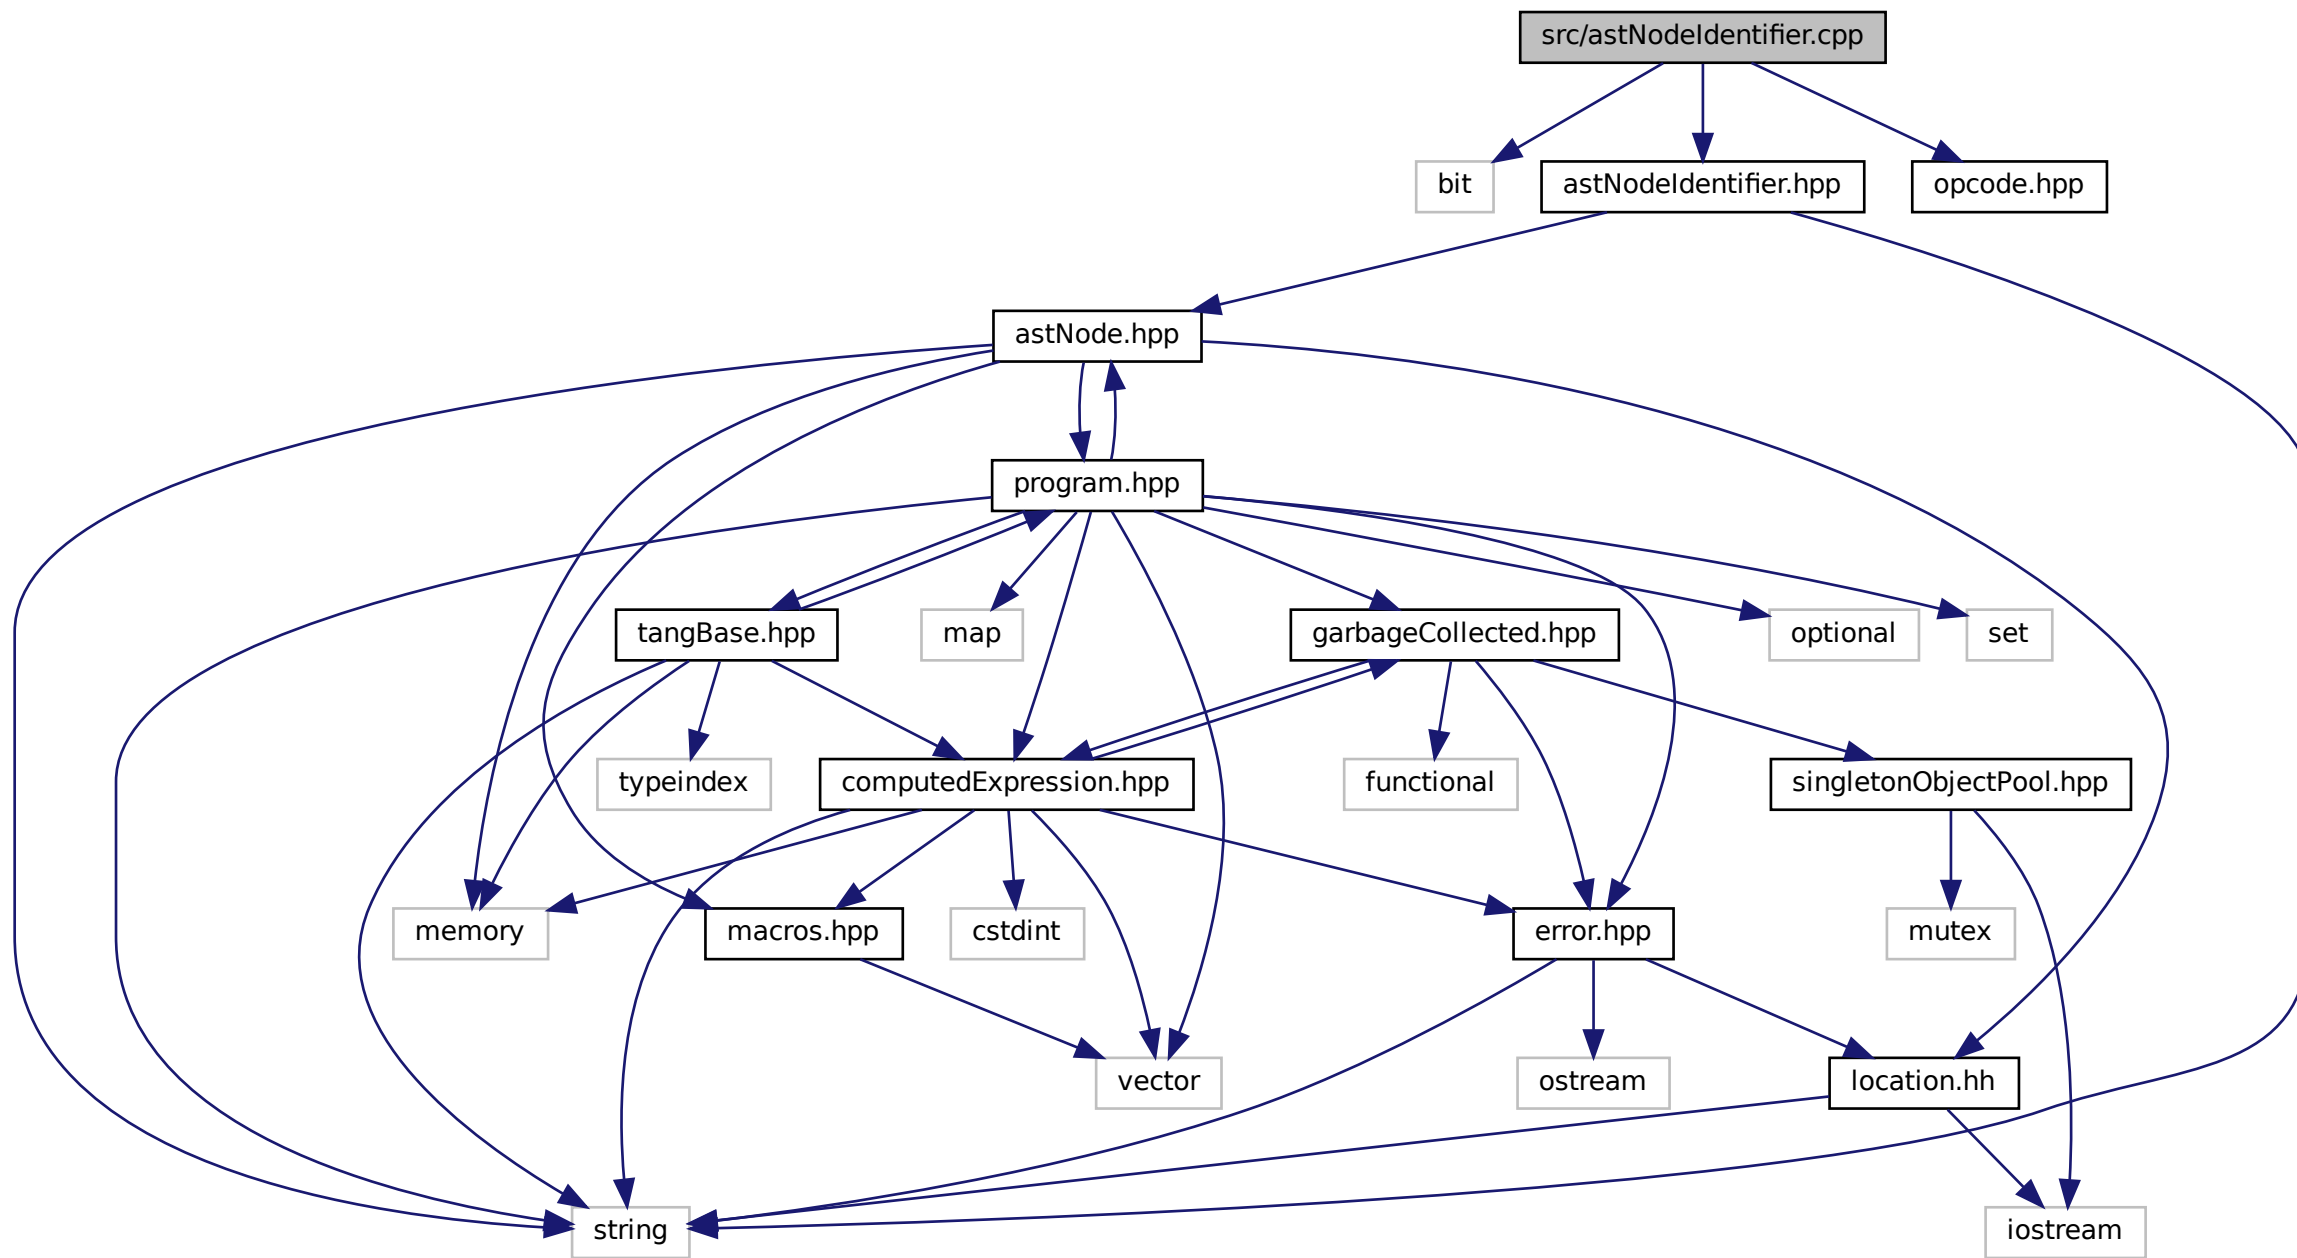 src/astNodeIdentifier.cpp
bit
astNodeIdentifier.hpp
opcode.hpp
astNode.hpp
program.hpp
tangBase.hpp
map
garbageCollected.hpp
optional
set
typeindex
computedExpression.hpp
functional
singletonObjectPool.hpp
memory
macros.hpp
cstdint
error.hpp
mutex
vector
ostream
location.hh
string
iostream